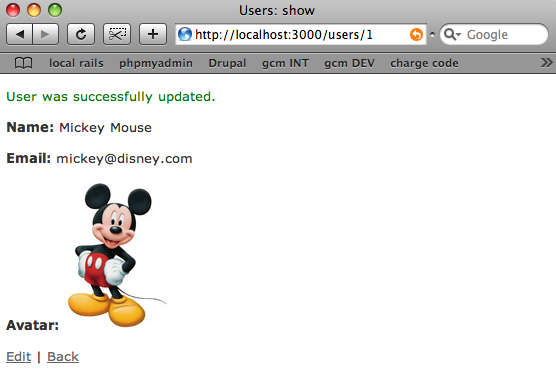 Users: show
http://localhost:3000/users/1
Google
local rails phpmyadmin Drupal gcm INT gcm DEV charge code
User was successfully updated.
Name: Mickey Mouse
Email: mickey@disney.com
Avatar:
Edit | Back